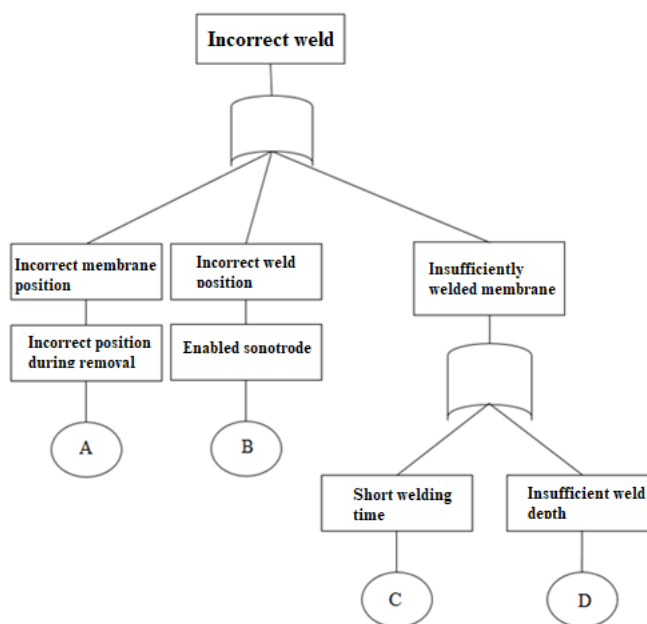 Incorrect weld
Incorrect membrane
position
Incorrect weld
position
Insufficiently
welded membrane
Incorrect position
during removal
Enabled sonotrode
A
B
Short welding
time
Insufficient weld
depth
C
D